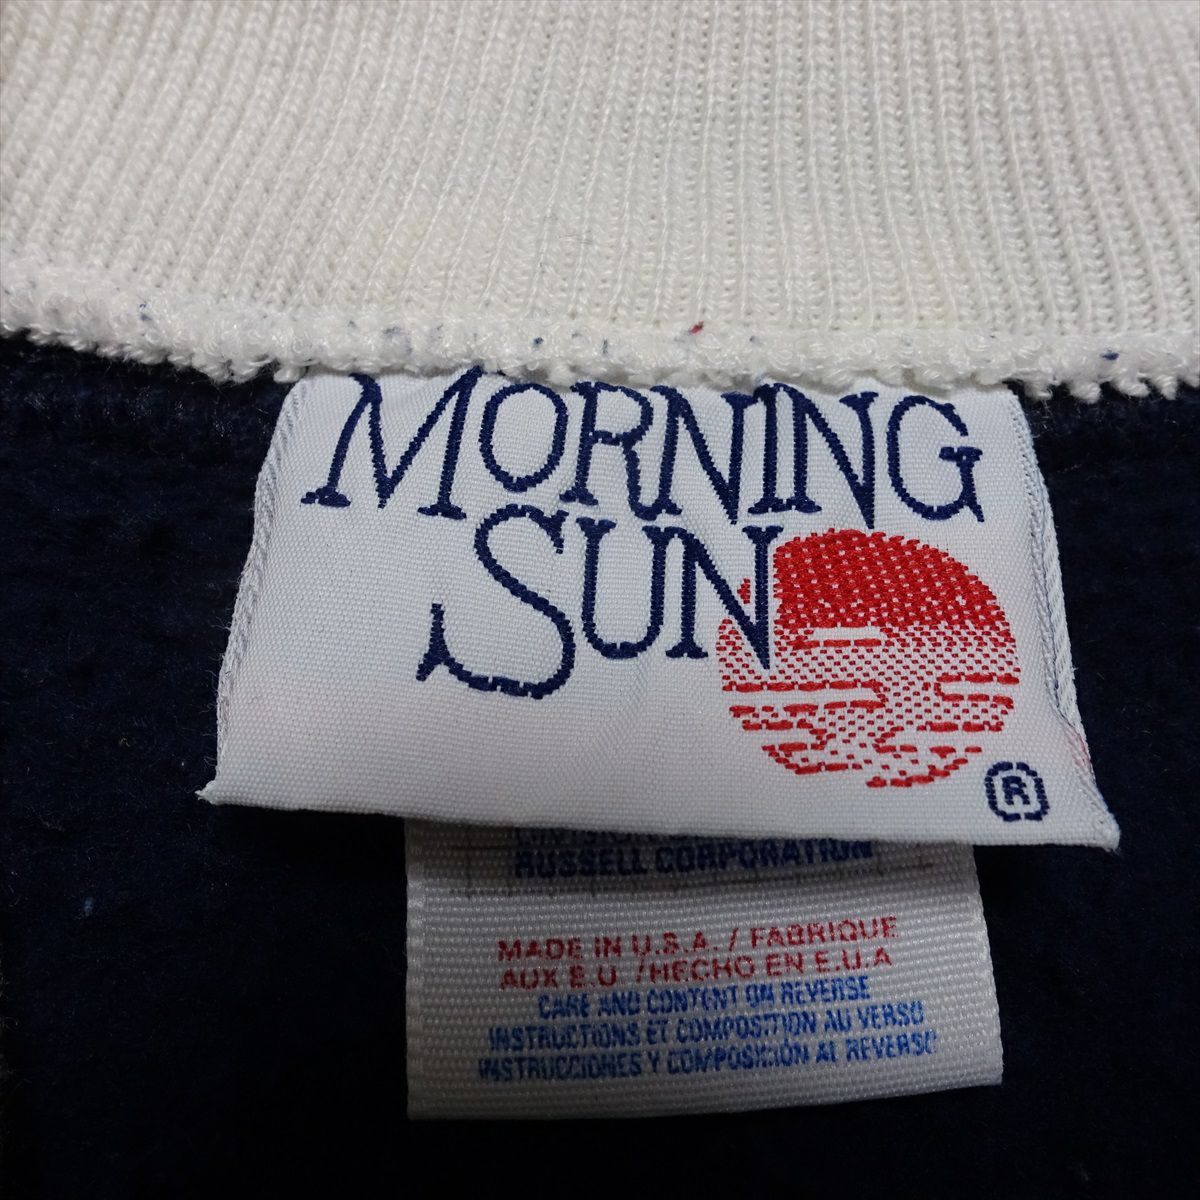 MORNING
SUN
®
RUSSELL CORPORATION
MADE IN U.S.A. / FABRIQUE
AUX E.U /HECHO EN E.U.A
CARE AND CONTENT ON REVERSE
INSTRUCTIONS ET COMPOSITION AU VERSO
INSTRUCCIONES Y COMPOSICIÓN AL REVERSO